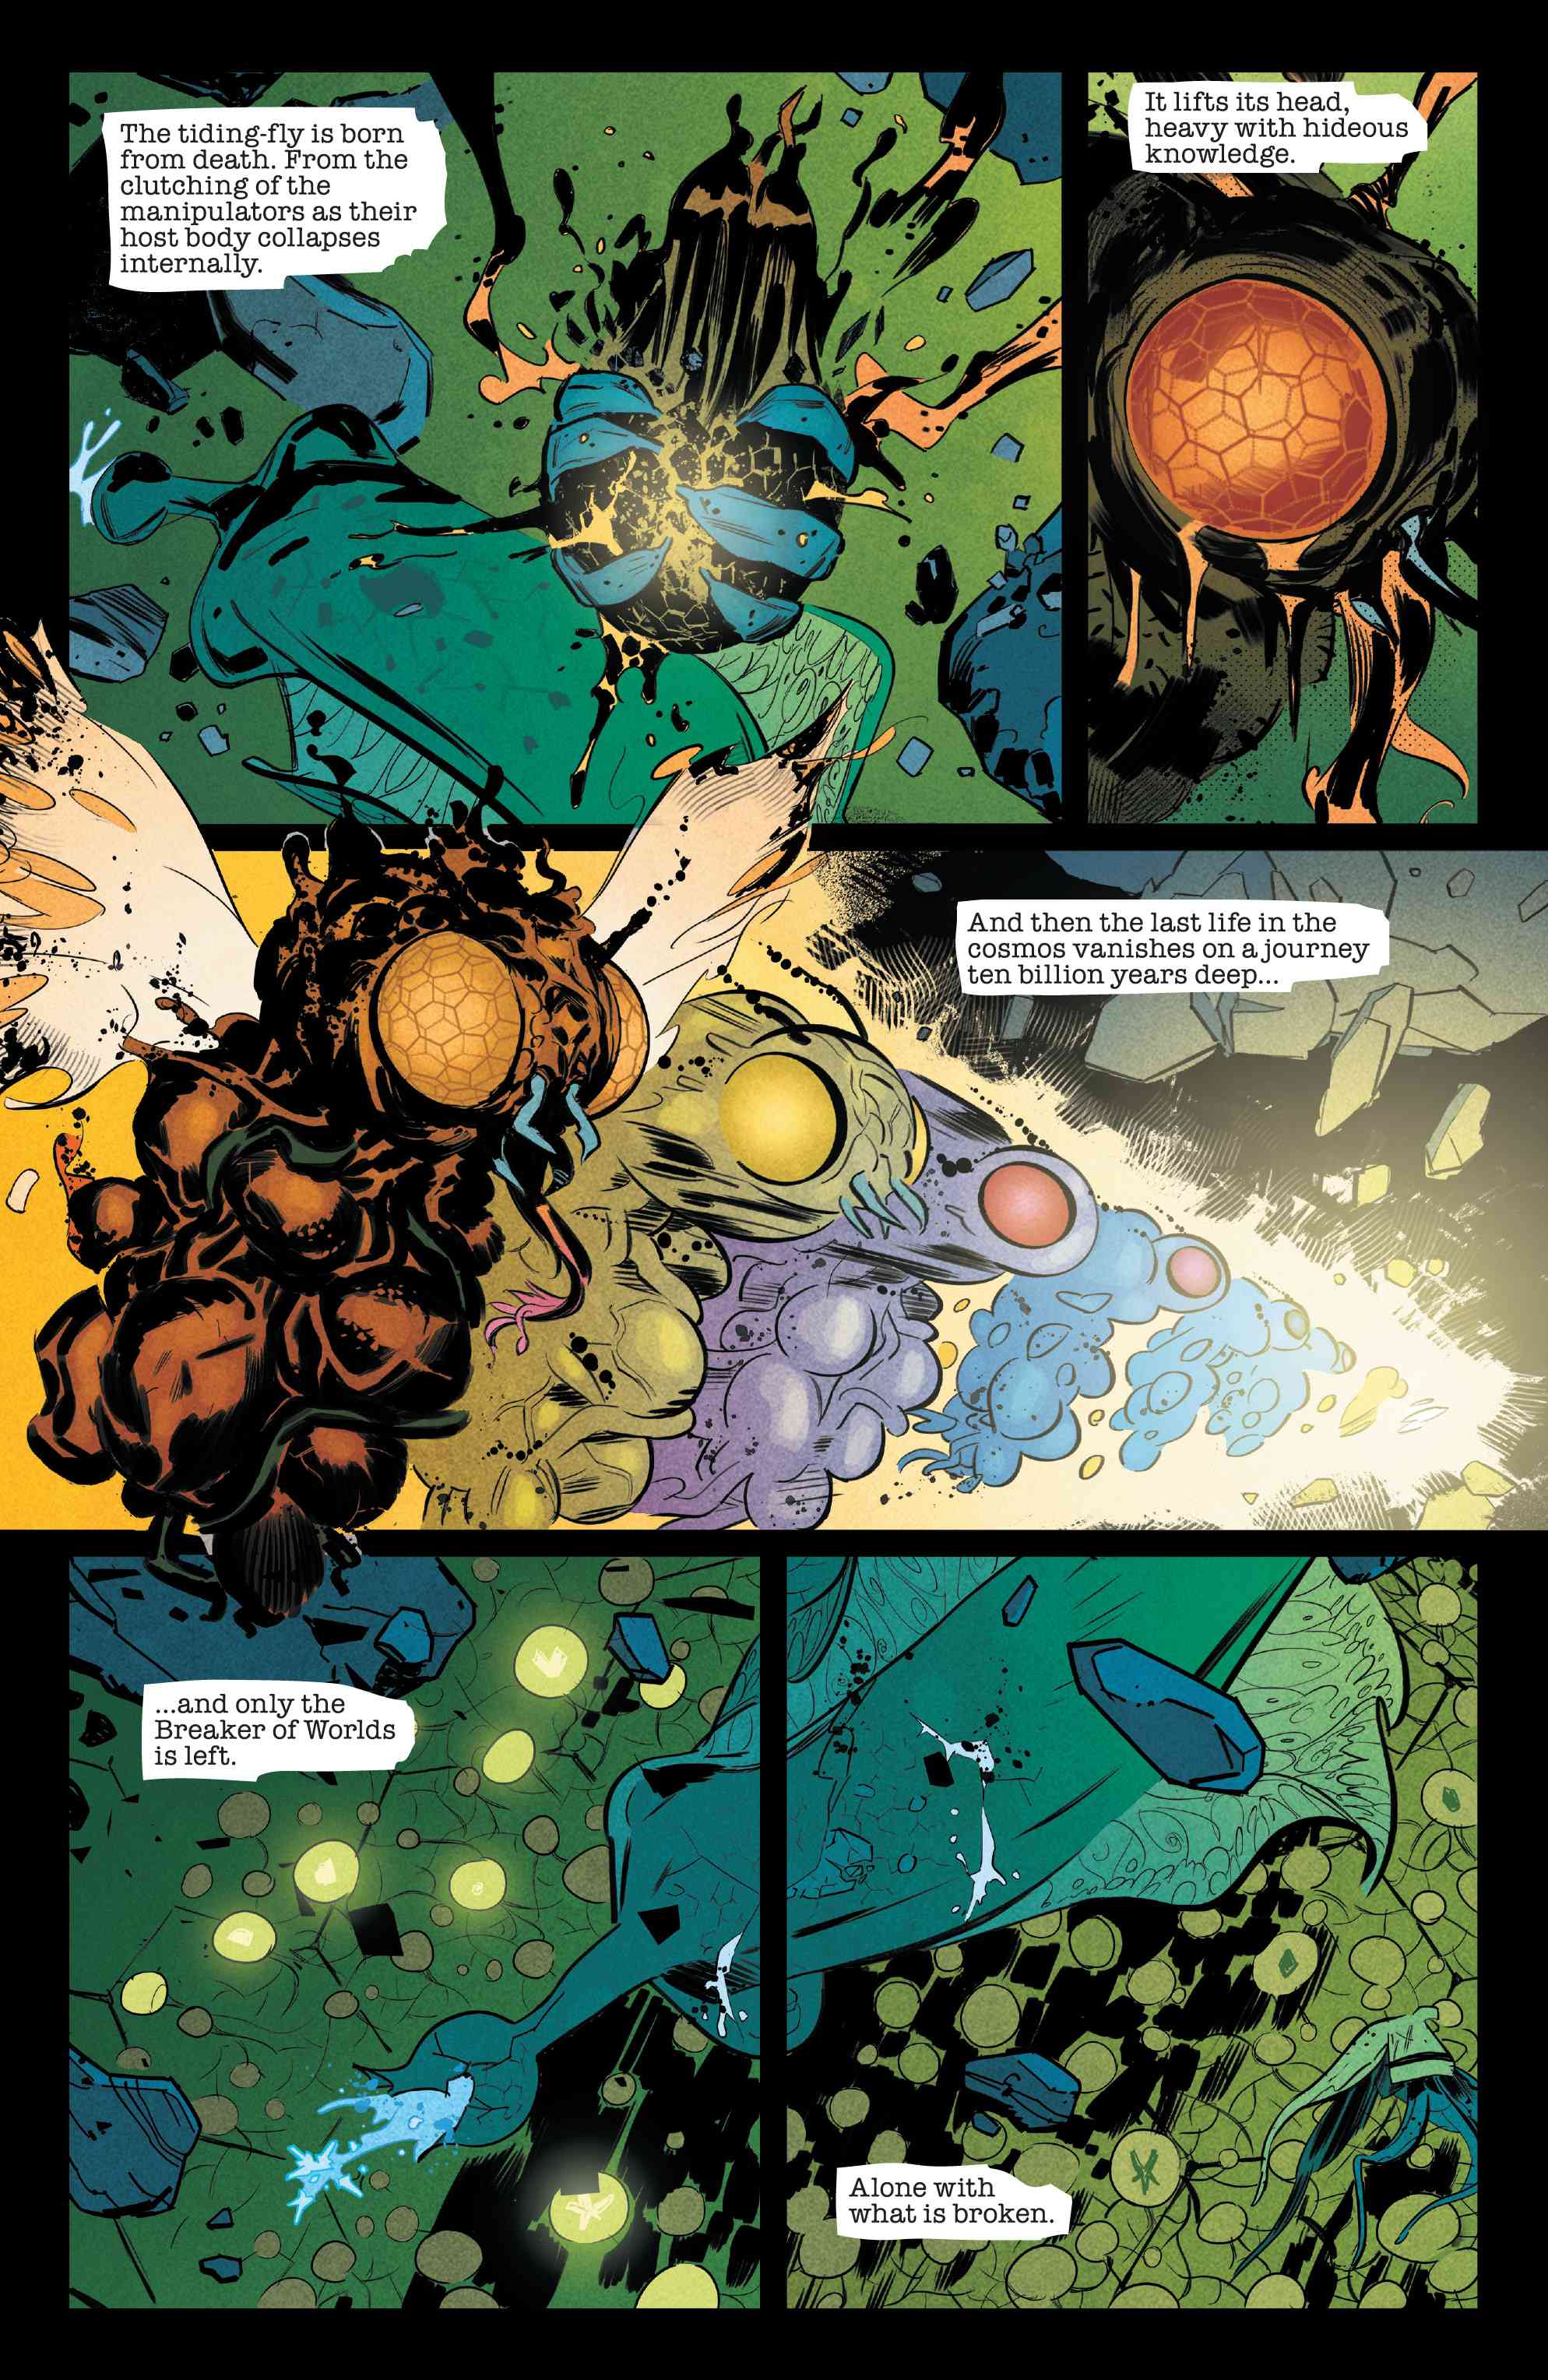 The tiding-fly is born
from death. From the
clutching of the
manipulators as their
host body collapses
internally.
It lifts its head,
heavy with hideous
knowledge.
And then the last life in the
cosmos vanishes on a journey
ten billion years deep...
...and only the
Breaker of Worlds
is left.
Alone with
what is broken.